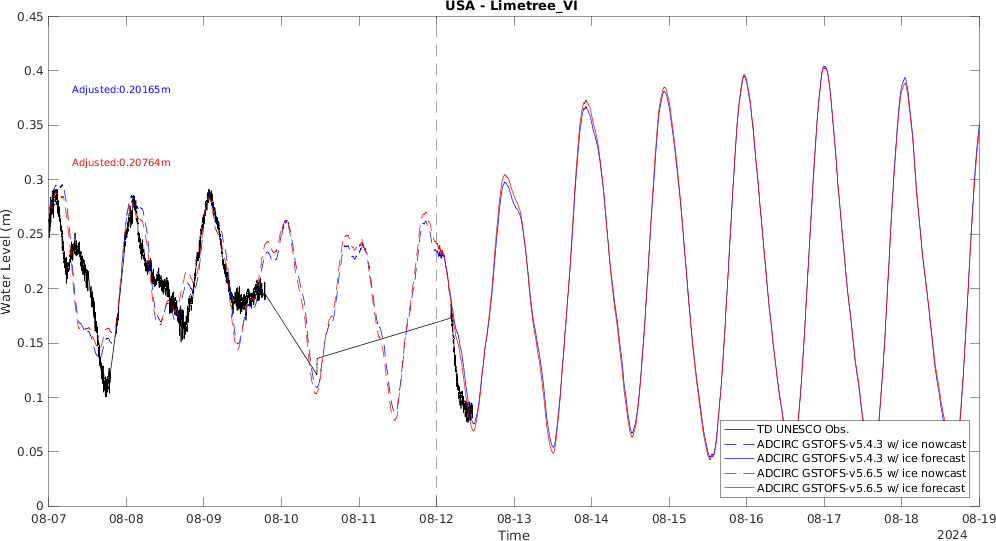 USA - Limetree_VI
0.45
0.4
0.35
0.3
0.25
0.2
0.15
0.1
0.05
0
Water Level (m)
Adjusted:0.20165m
Adjusted:0.20764m
TD UNESCO Obs.
ADCIRC GSTOFS-v5.4.3 w/ ice nowcast
ADCIRC GSTOFS-v5.4.3 w/ ice forecast
ADCIRC GSTOFS-v5.6.5 w/ ice nowcast
ADCIRC GSTOFS-v5.6.5 w/ ice forecast
08-07 08-08 08-09 08-10 08-11 08-12 08-13 08-14 08-15 08-16 08-17 08-18 08-19
Time
2024